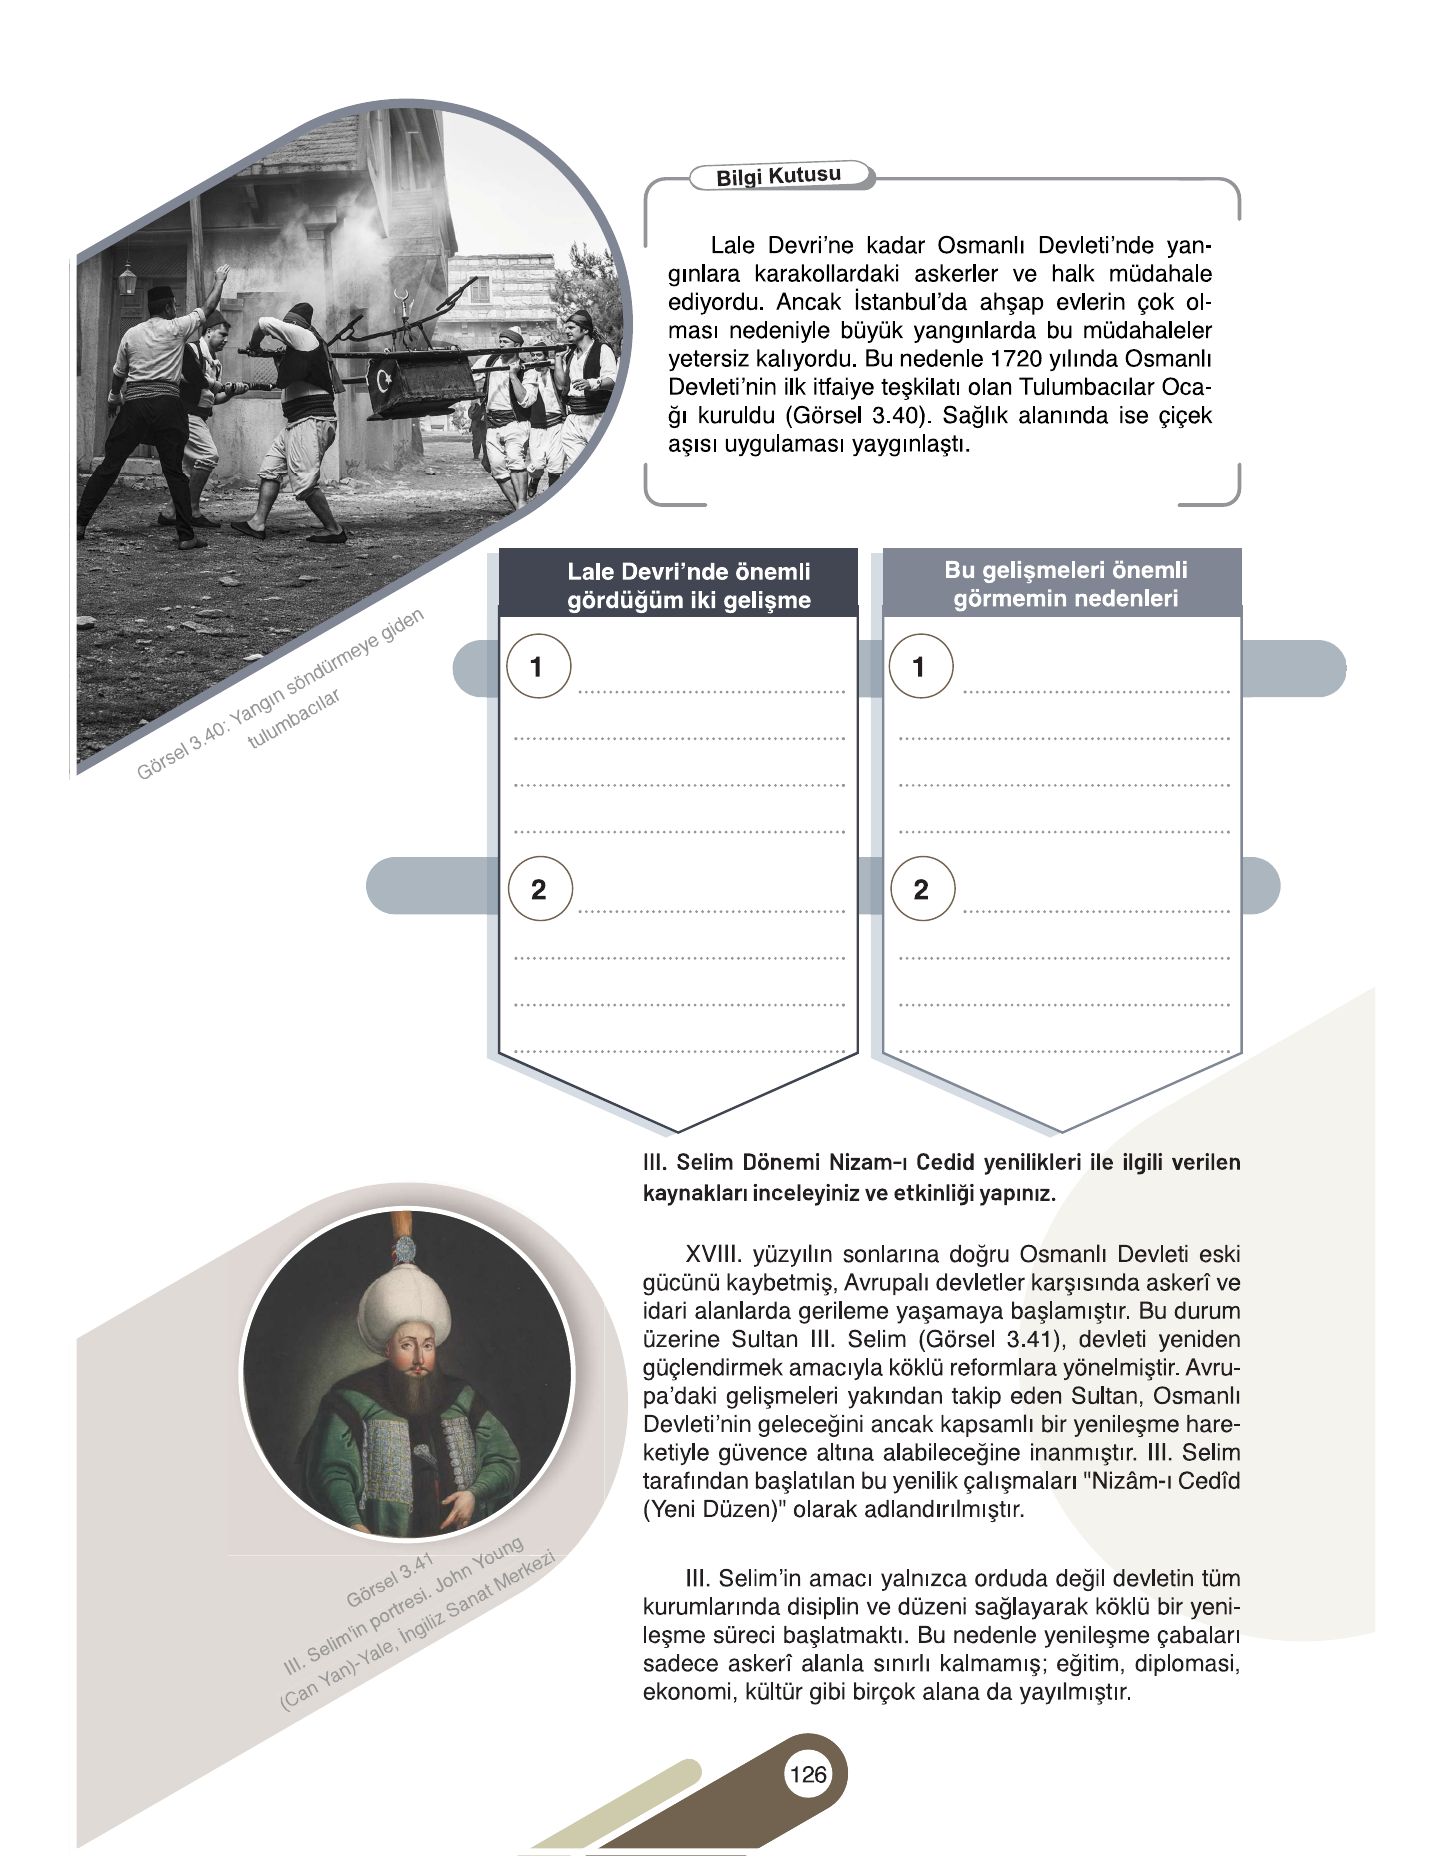 Bilgi Kutusu
Lale Devri’ne kadar Osmanlı Devleti’nde yan-
gınlara karakollardaki askerler ve halk müdahale
ediyordu. Ancak İstanbul’da ahşap evlerin çok ol-
ması nedeniyle büyük yangınlarda bu müdahaleler
yetersiz kalıyordu. Bu nedenle 1720 yılında Osmanlı
Devleti’nin ilk itfaiye teşkilatı olan Tulumbacılar Oca-
ğı kuruldu (Görsel 3.40). Sağlık alanında ise çiçek
aşısı uygulaması yaygınlaştı.
Görsel 3.40: Yangın söndürmeye giden
tulumbacılar
Lale Devri’nde önemli
gördüğüm iki gelişme
1
2
Bu gelişmeleri önemli
görmemin nedenleri
1
2
III. Selim Dönemi Nizam-ı Cedid yenilikleri ile ilgili verilen
kaynakları inceleyiniz ve etkinliği yapınız.
XVIII. yüzyılın sonlarına doğru Osmanlı Devleti eski
gücünü kaybetmiş, Avrupalı devletler karşısında askerî ve
idari alanlarda gerileme yaşamaya başlamıştır. Bu durum
üzerine Sultan III. Selim (Görsel 3.41), devleti yeniden
güçlendirmek amacıyla köklü reformlara yönelmiştir. Avru-
pa’daki gelişmeleri yakından takip eden Sultan, Osmanlı
Devleti’nin geleceğini ancak kapsamlı bir yenileşme hare-
ketiyle güvence altına alabileceğine inanmıştır. III. Selim
tarafından başlatılan bu yenilik çalışmaları "Nizâm-ı Cedîd
(Yeni Düzen)" olarak adlandırılmıştır.
Görsel 3.41
III. Selim'in portresi. John Young
(Can Yan)-Yale, İngiliz Sanat Merkezi
III. Selim’in amacı yalnızca orduda değil devletin tüm
kurumlarında disiplin ve düzeni sağlayarak köklü bir yeni-
leşme süreci başlatmaktı. Bu nedenle yenileşme çabaları
sadece askerî alanla sınırlı kalmamış; eğitim, diplomasi,
ekonomi, kültür gibi birçok alana da yayılmıştır.
126